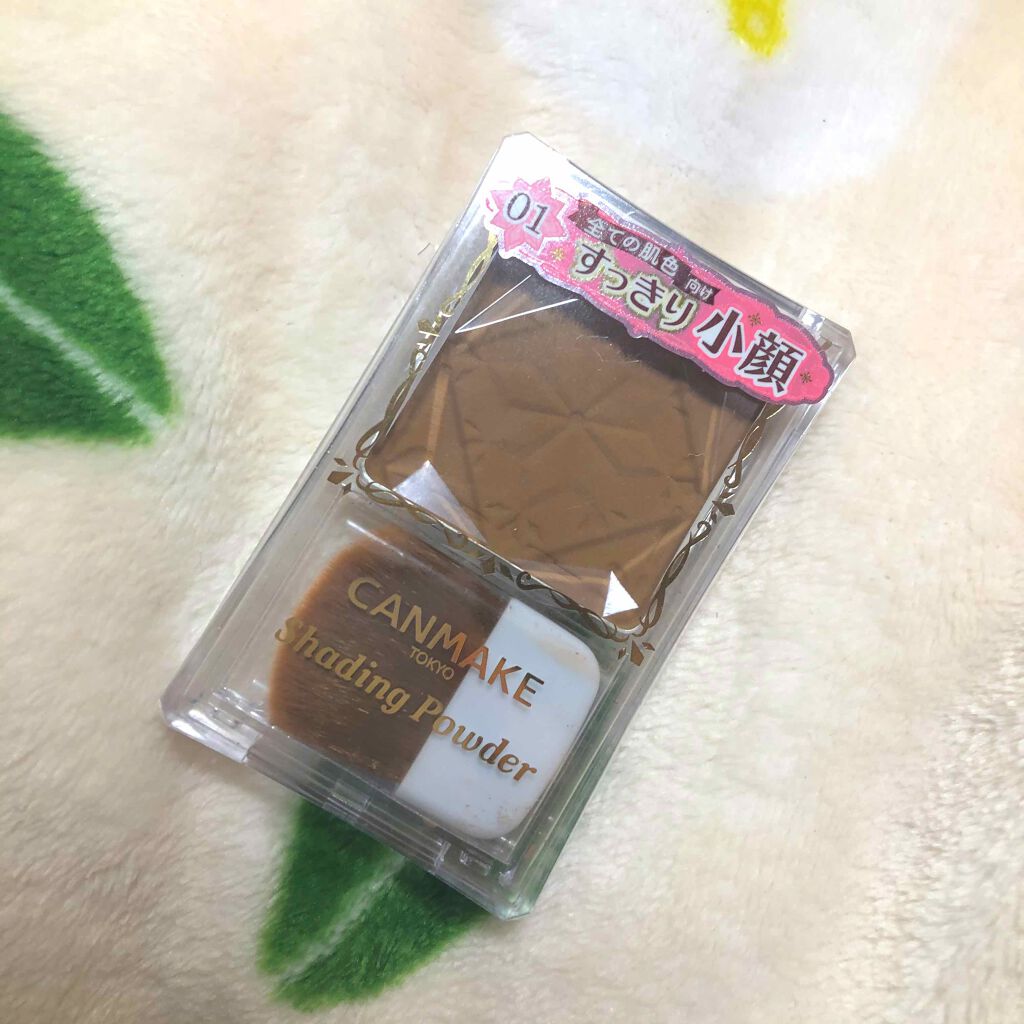 01
全ての肌色
向け
すっきり小顔
CANMAKE
TOKYO
Shading Powder